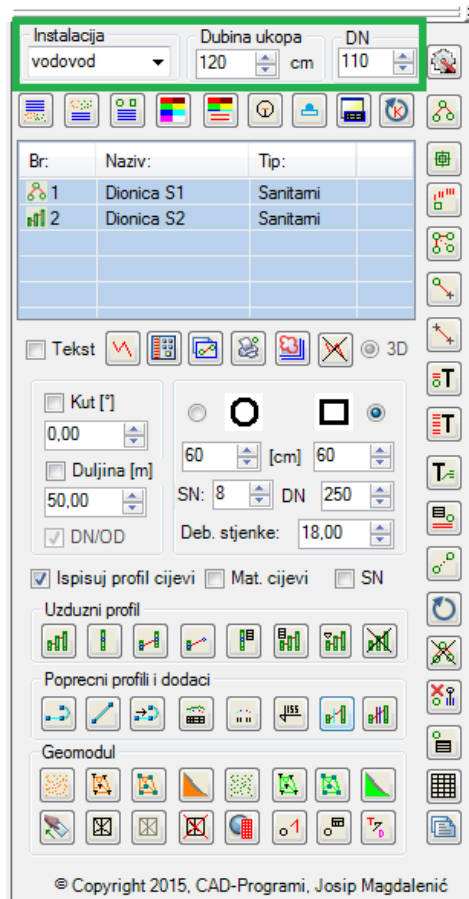 Instalacija Dubina ukopa DN
vodovod 120 cm 110
Br: Naziv: Tip:
1 Dionica S1 Sanitarni
2 Dionica S2 Sanitarni
Tekst 3D
Kut [°]
0,00
Duljina [m]
50,00
DN/OD
60 [cm] 60
SN: 8 DN 250
Deb. stjenke: 18,00
Ispisuj profil cijevi Mat. cijevi SN
Uzduzni profil
Poprecni profili i dodaci
Geomodul
© Copyright 2015, CAD-Programi, Josip Magdalenić